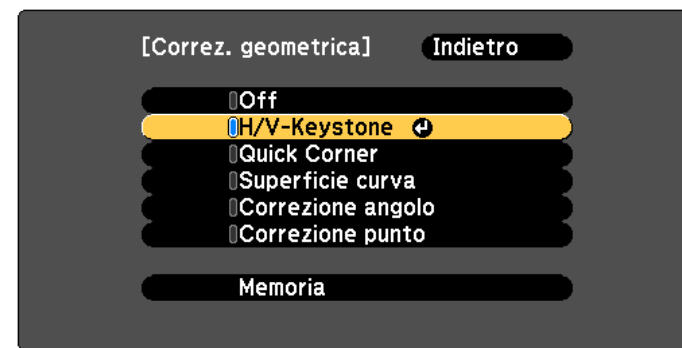 [Correz. geometrica] Indietro
Off
H/V-Keystone
Quick Corner
Superficie curva
Correzione angolo
Correzione punto
Memoria